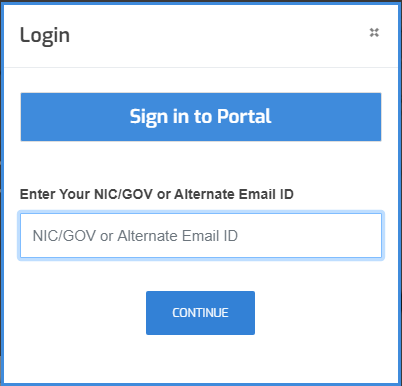 Login
Sign in to Portal
Enter Your NIC/GOV or Alternate Email ID
NIC/GOV or Alternate Email ID
CONTINUE